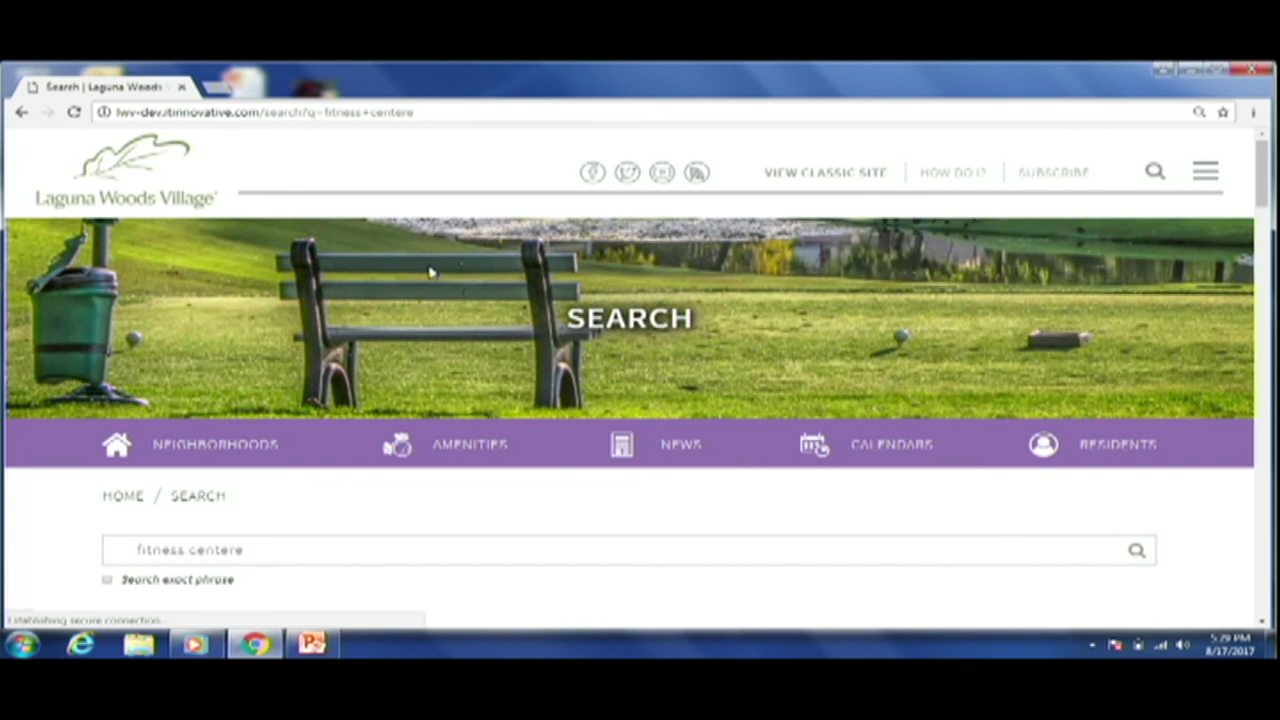 Search | Laguna Woods
lwv-dev.itinnovative.com/search?q=fitness+centere
Laguna Woods Village
VIEW CLASSIC SITE
HOW DO I?
SUBSCRIBE
SEARCH
NEIGHBORHOODS
AMENITIES
NEWS
CALENDARS
RESIDENTS
HOME / SEARCH
fitness centere
Search exact phrase
Establishing secure connection...
5:29 PM
8/17/2017